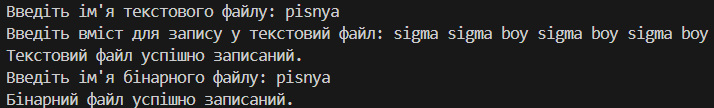 Введіть ім'я текстового файлу: pisnya
Введіть вміст для запису у текстовий файл: sigma sigma boy sigma boy sigma boy
Текстовий файл успішно записаний.
Введіть ім'я бінарного файлу: pisnya
Бінарний файл успішно записаний.